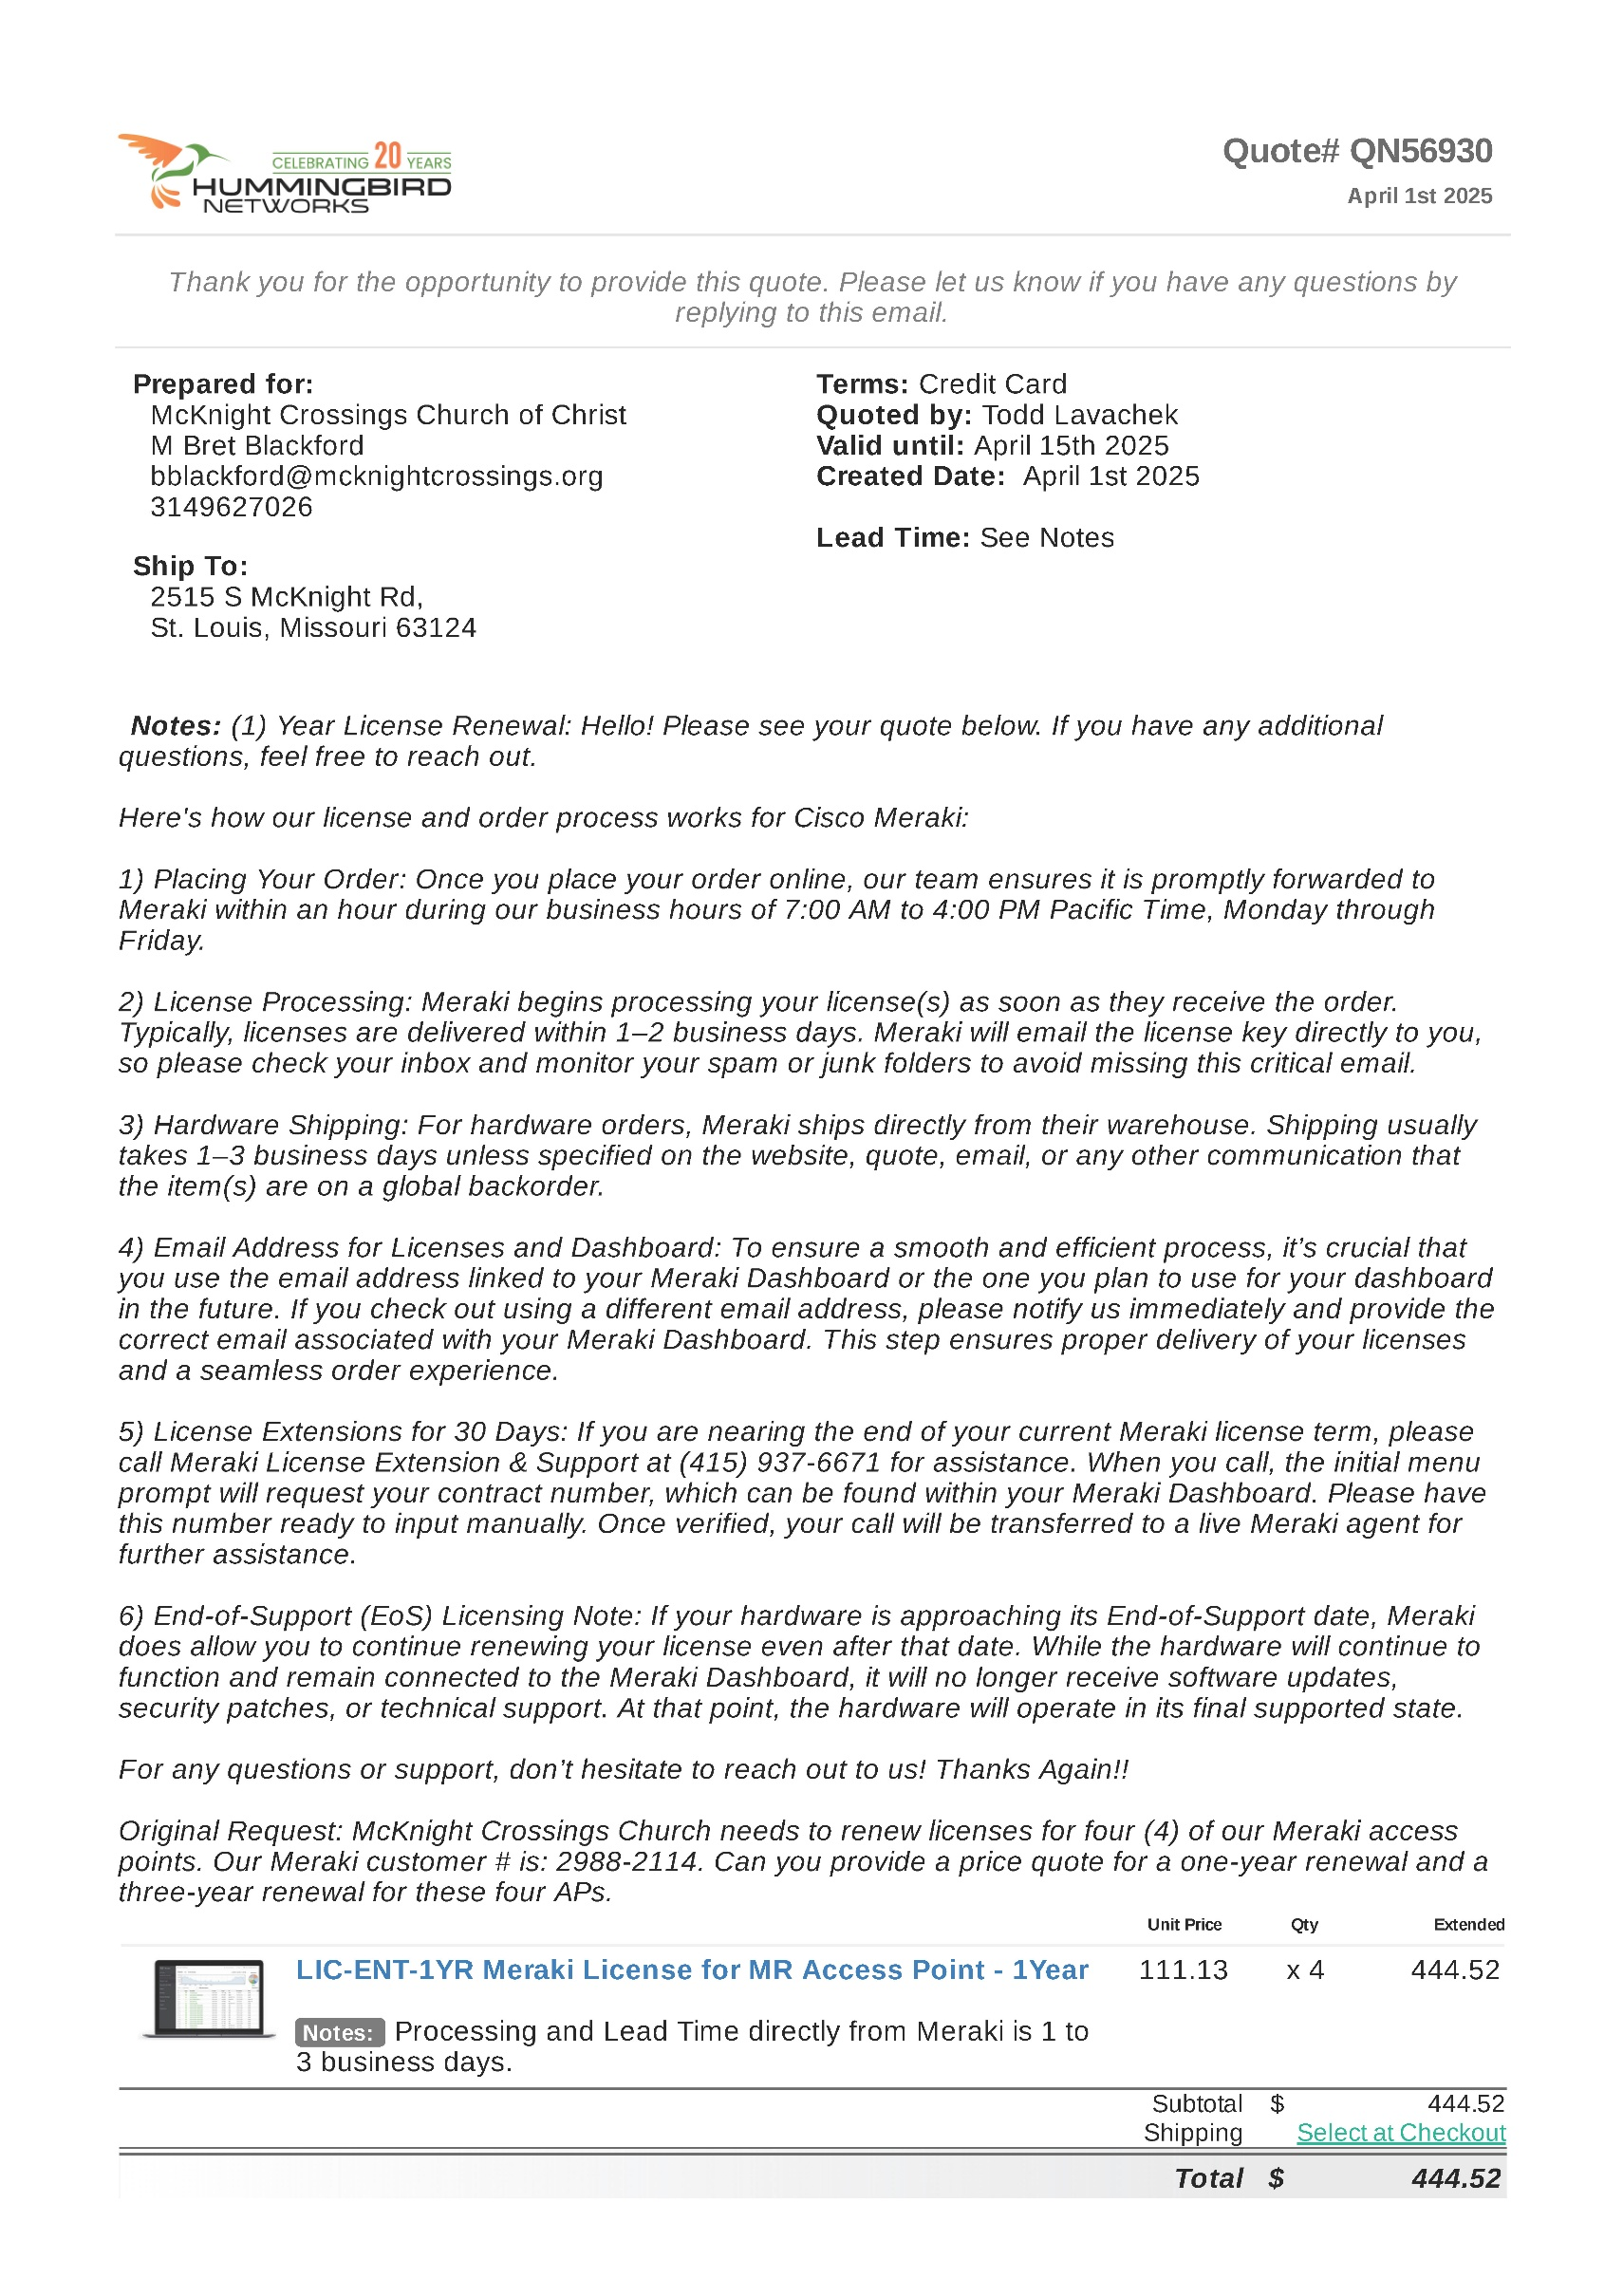 CELEBRATING 20 YEARS
HUMMINGBIRD
NETWORKS
Quote# QN56930
April 1st 2025
Thank you for the opportunity to provide this quote. Please let us know if you have any questions by
replying to this email.
Prepared for:
McKnight Crossings Church of Christ
M Bret Blackford
bblackford@mcknightcrossings.org
3149627026
Ship To:
2515 S McKnight Rd,
St. Louis, Missouri 63124
Terms: Credit Card
Quoted by: Todd Lavachek
Valid until: April 15th 2025
Created Date: April 1st 2025
Lead Time: See Notes
Notes: (1) Year License Renewal: Hello! Please see your quote below. If you have any additional
questions, feel free to reach out.
Here's how our license and order process works for Cisco Meraki:
1) Placing Your Order: Once you place your order online, our team ensures it is promptly forwarded to
Meraki within an hour during our business hours of 7:00 AM to 4:00 PM Pacific Time, Monday through
Friday.
2) License Processing: Meraki begins processing your license(s) as soon as they receive the order.
Typically, licenses are delivered within 1–2 business days. Meraki will email the license key directly to you,
so please check your inbox and monitor your spam or junk folders to avoid missing this critical email.
3) Hardware Shipping: For hardware orders, Meraki ships directly from their warehouse. Shipping usually
takes 1–3 business days unless specified on the website, quote, email, or any other communication that
the item(s) are on a global backorder.
4) Email Address for Licenses and Dashboard: To ensure a smooth and efficient process, it’s crucial that
you use the email address linked to your Meraki Dashboard or the one you plan to use for your dashboard
in the future. If you check out using a different email address, please notify us immediately and provide the
correct email associated with your Meraki Dashboard. This step ensures proper delivery of your licenses
and a seamless order experience.
5) License Extensions for 30 Days: If you are nearing the end of your current Meraki license term, please
call Meraki License Extension & Support at (415) 937-6671 for assistance. When you call, the initial menu
prompt will request your contract number, which can be found within your Meraki Dashboard. Please have
this number ready to input manually. Once verified, your call will be transferred to a live Meraki agent for
further assistance.
6) End-of-Support (EoS) Licensing Note: If your hardware is approaching its End-of-Support date, Meraki
does allow you to continue renewing your license even after that date. While the hardware will continue to
function and remain connected to the Meraki Dashboard, it will no longer receive software updates,
security patches, or technical support. At that point, the hardware will operate in its final supported state.
For any questions or support, don’t hesitate to reach out to us! Thanks Again!!
Original Request: McKnight Crossings Church needs to renew licenses for four (4) of our Meraki access
points. Our Meraki customer # is: 2988-2114. Can you provide a price quote for a one-year renewal and a
three-year renewal for these four APs.
Unit Price Qty Extended
LIC-ENT-1YR Meraki License for MR Access Point - 1Year 111.13 x 4 444.52
Notes: Processing and Lead Time directly from Meraki is 1 to
3 business days.
Subtotal $ 444.52
Shipping Select at Checkout
Total $ 444.52